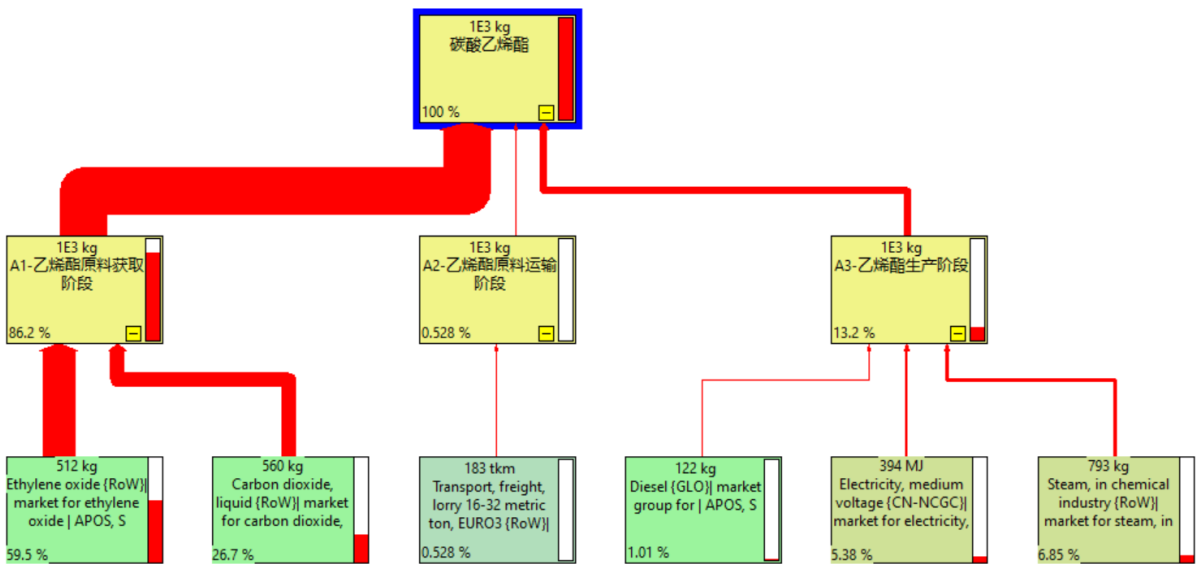 1E3 kg
碳酸乙烯酯
100 %
1E3 kg
A1-乙烯酯原料获取
阶段
86.2 %
1E3 kg
A2-乙烯酯原料运输
阶段
0.528 %
1E3 kg
A3-乙烯酯生产阶段
13.2 %
512 kg
Ethylene oxide {RoW}|
market for ethylene
oxide | APOS, S
59.5 %
560 kg
Carbon dioxide,
liquid {RoW}| market
for carbon dioxide,
26.7 %
183 tkm
Transport, freight,
lorry 16-32 metric
ton, EURO3 {RoW}|
0.528 %
122 kg
Diesel {GLO}| market
group for | APOS, S
1.01 %
394 MJ
Electricity, medium
voltage {CN-NCGC}|
market for electricity,
5.38 %
793 kg
Steam, in chemical
industry {RoW}|
market for steam, in
6.85 %